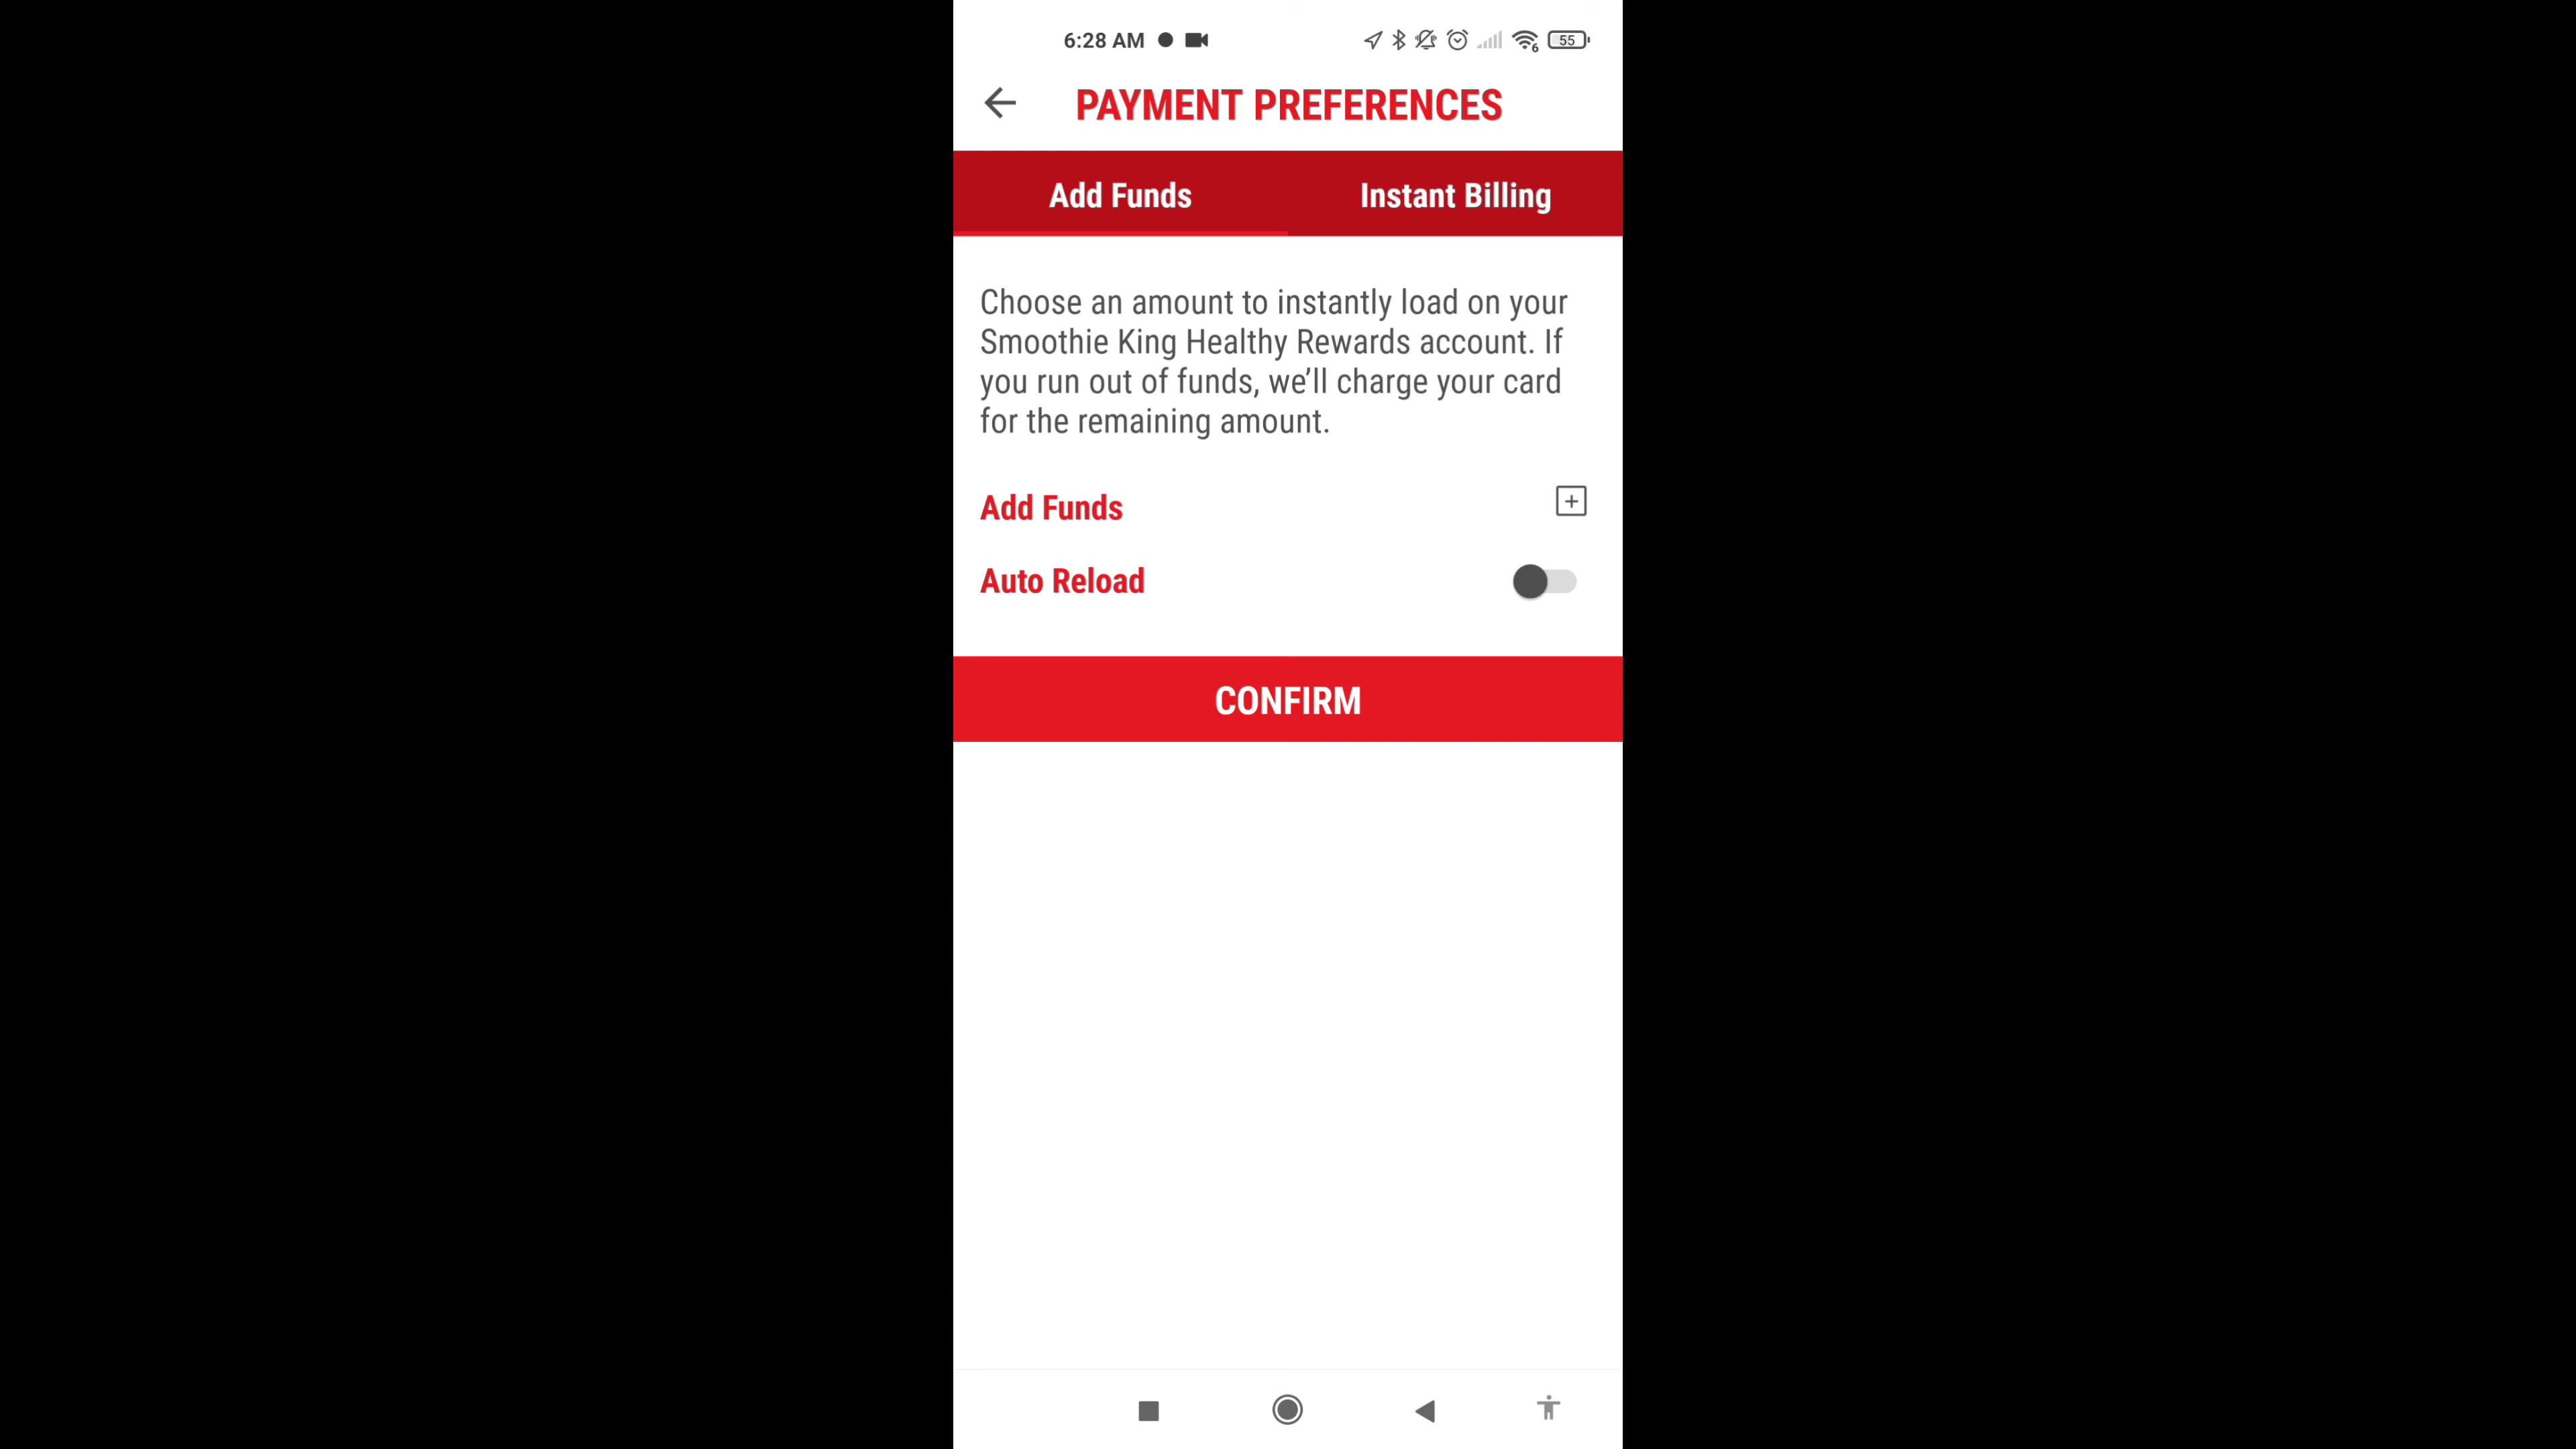 6:28 AM
6
55
PAYMENT PREFERENCES
Add Funds
Instant Billing
Choose an amount to instantly load on your
Smoothie King Healthy Rewards account. If
you run out of funds, we’ll charge your card
for the remaining amount.
Add Funds
Auto Reload
CONFIRM